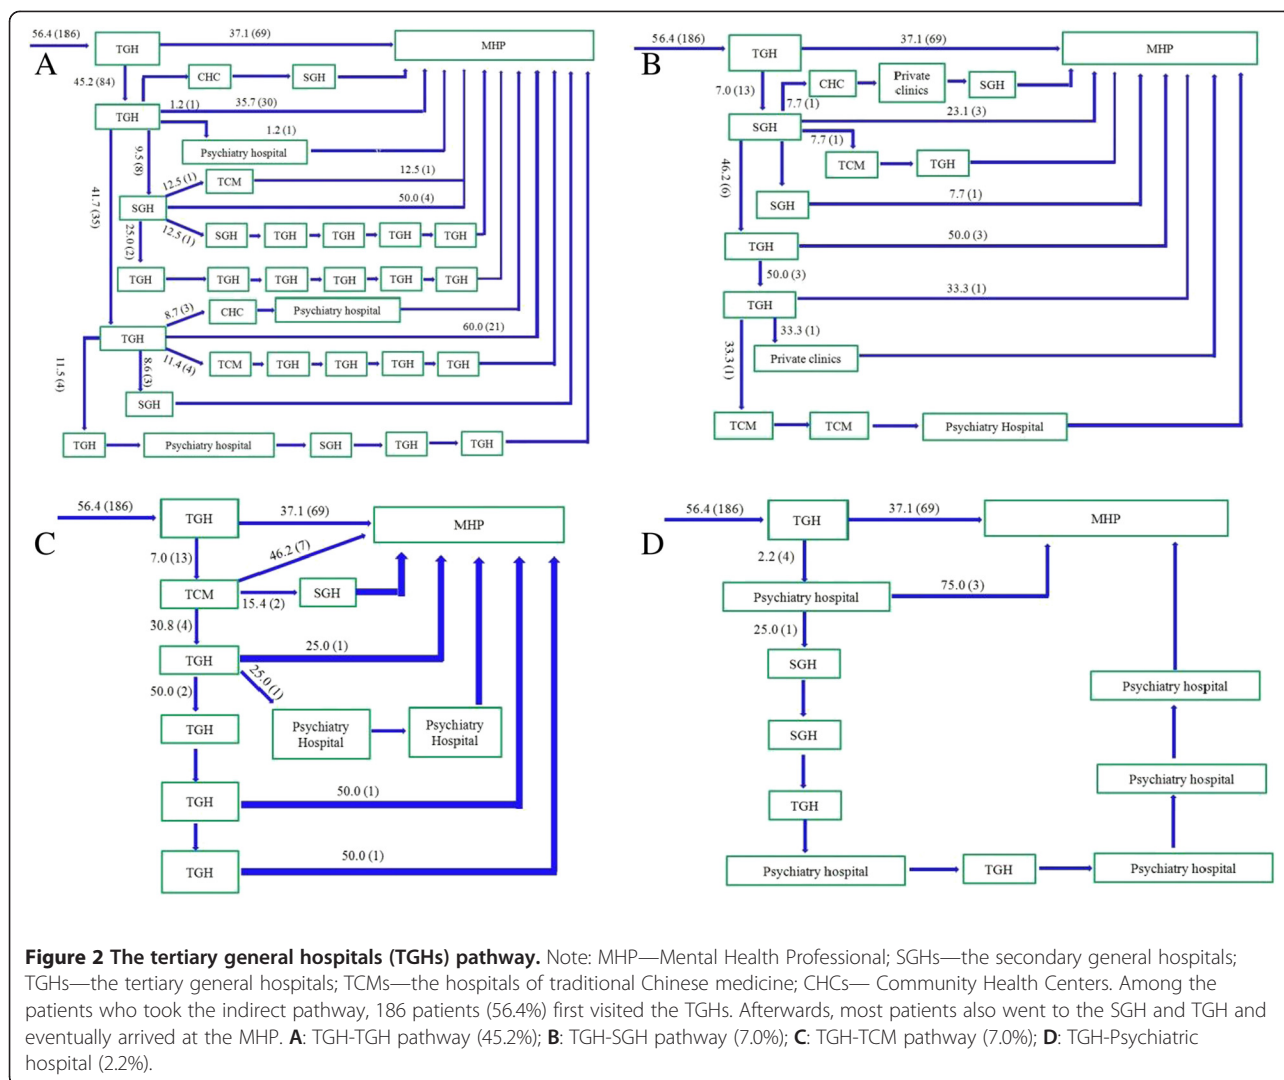 A
56.4 (186)
TGH
37.1 (69)
MHP
45.2 (84)
CHC
SGH
1.2 (1)
35.7 (30)
TGH
1.2 (1)
Psychiatry hospital
9.5 (8)
41.7 (35)
12.5 (1)
TCM
12.5 (1)
SGH
50.0 (4)
25.0 (2)
12.5 (1)
SGH
TGH
TGH
TGH
TGH
TGH
TGH
TGH
TGH
TGH
TGH
8.7 (3)
CHC
Psychiatry hospital
TGH
60.0 (21)
11.5 (4)
8.6 (3)
11.4 (4)
TCM
TGH
TGH
TGH
TGH
SGH
TGH
Psychiatry hospital
SGH
TGH
TGH
B
56.4 (186)
TGH
37.1 (69)
MHP
7.0 (13)
CHC
Private
clinics
SGH
7.7 (1)
23.1 (3)
SGH
7.7 (1)
TCM
TGH
46.2 (6)
SGH
7.7 (1)
TGH
50.0 (3)
50.0 (3)
TGH
33.3 (1)
33.3 (1)
33.3 (1)
Private clinics
TCM
TCM
Psychiatry Hospital
C
56.4 (186)
TGH
37.1 (69)
MHP
7.0 (13)
46.2 (7)
TCM
15.4 (2)
SGH
30.8 (4)
TGH
25.0 (1)
25.0 (1)
50.0 (2)
TGH
Psychiatry
Hospital
Psychiatry
Hospital
TGH
50.0 (1)
TGH
50.0 (1)
D
56.4 (186)
TGH
37.1 (69)
MHP
2.2 (4)
Psychiatry hospital
75.0 (3)
25.0 (1)
SGH
SGH
TGH
Psychiatry hospital
TGH
Psychiatry hospital
Psychiatry hospital
Psychiatry hospital
Figure 2 The tertiary general hospitals (TGHs) pathway. Note: MHP—Mental Health Professional; SGHs—the secondary general hospitals;
TGHs—the tertiary general hospitals; TCMs—the hospitals of traditional Chinese medicine; CHCs— Community Health Centers. Among the
patients who took the indirect pathway, 186 patients (56.4%) first visited the TGHs. Afterwards, most patients also went to the SGH and TGH and
eventually arrived at the MHP. A: TGH-TGH pathway (45.2%); B: TGH-SGH pathway (7.0%); C: TGH-TCM pathway (7.0%); D: TGH-Psychiatric
hospital (2.2%).